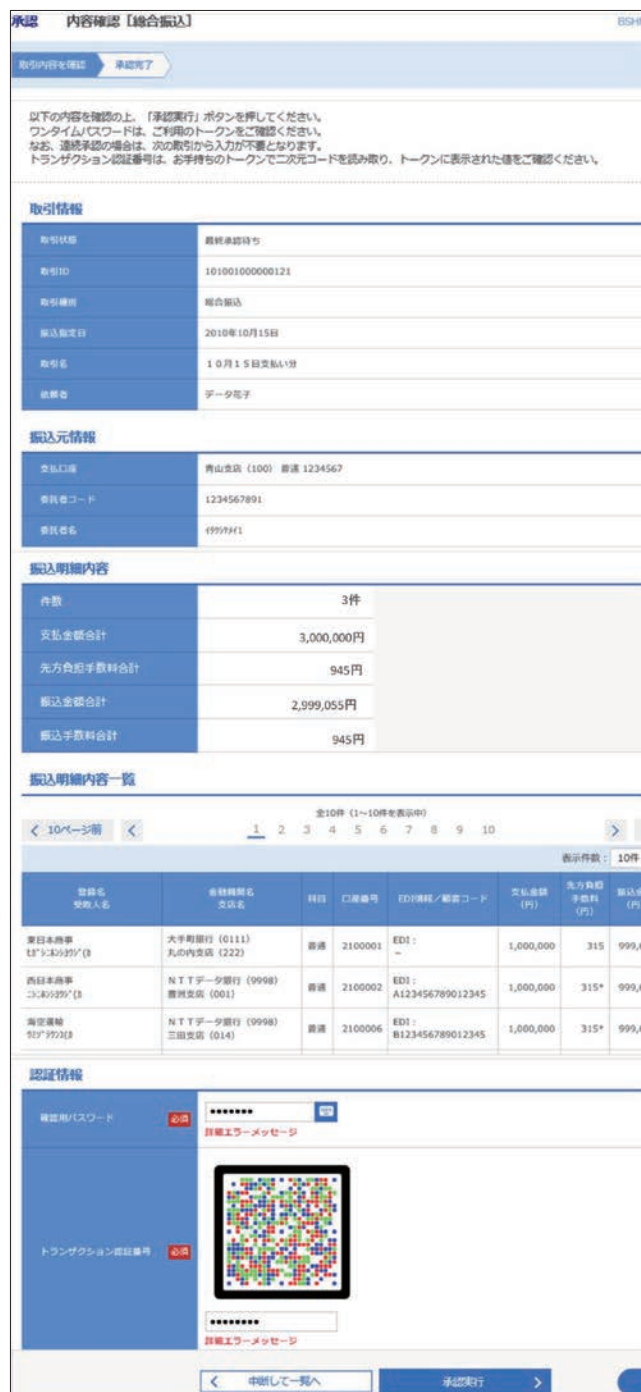 承認 内容確認［総合振込］
取引内容を確認 承認完了
以下の内容を確認の上、「承認実行」ボタンを押してください。
ワンタイムパスワードは、ご利用のトークンをご確認ください。
なお、連続承認の場合は、次の取引から入力が不要となります。
トランザクション認証番号は、お手持ちのトークンで二次元コードを読み取り、トークンに表示された値をご確認ください。
取引情報
取引状態 最終承認待ち
取引ID 101001000000121
取引種別 総合振込
振込指定日 2010年10月15日
取引名 １０月１５日支払い分
依頼者 データ花子
振込元情報
支払口座 青山支店（100） 普通 1234567
委託者コード 1234567891
委託者名
振込明細内容
件数 3件
支払金額合計 3,000,000円
先方負担手数料合計 945円
振込金額合計 2,999,055円
振込手数料合計 945円
振込明細内容一覧
全10件（1～10件を表示中）
< 10ページ前 < 1 2 3 4 5 6 7 8 9 10 >
表示件数： 10件
登録名 金融機関名 科目 口座番号 EDI情報／顧客コード 支払金額 先方負担
受取人名 支店名 （円） 手数料
（円）
東日本商事 大手町銀行（0111） 普通 2100001 EDI： 1,000,000 315
丸の内支店（222） –
西日本商事 ＮＴＴデータ銀行（9998） 普通 2100002 EDI： 1,000,000 315*
豊洲支店（001） A123456789012345
海空運輸 ＮＴＴデータ銀行（9998） 普通 2100006 EDI： 1,000,000 315*
三田支店（014） B123456789012345
認証情報
確認用パスワード 必須 •••••••
詳細エラーメッセージ
トランザクション認証番号 必須
••••••••
詳細エラーメッセージ
< 中断して一覧へ 承認実行 >